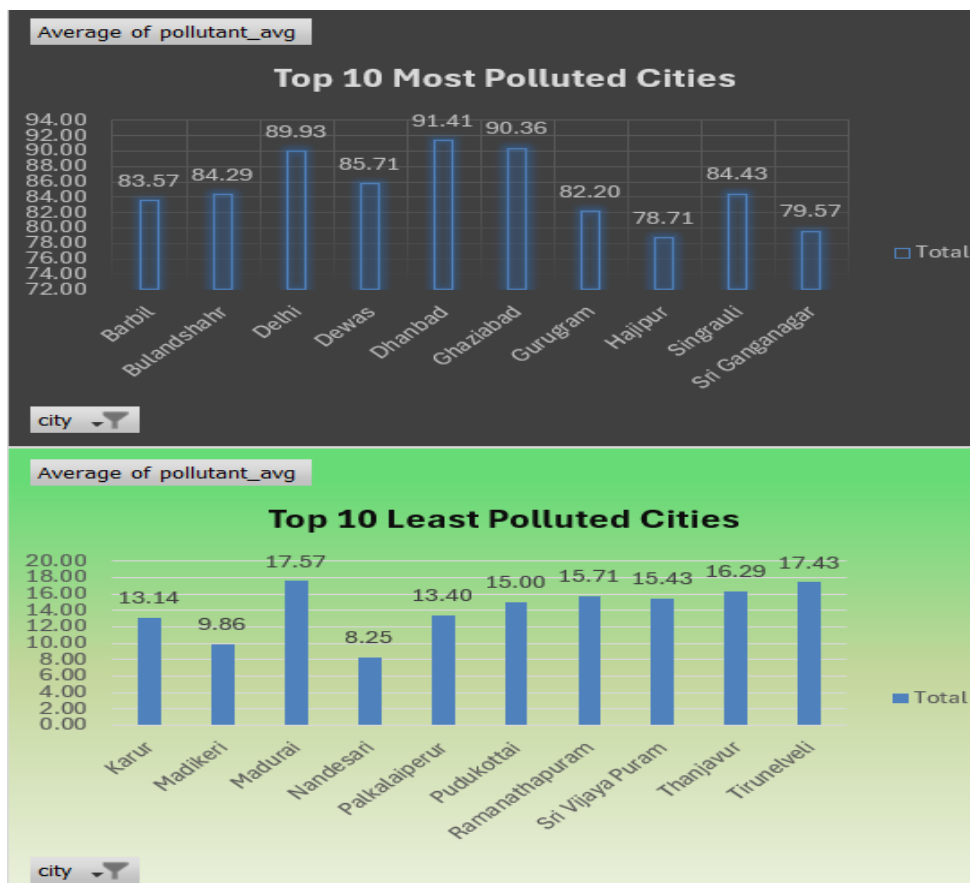 Average of pollutant_avg
Top 10 Most Polluted Cities
94.00
92.00
90.00
88.00
86.00
84.00
82.00
80.00
78.00
76.00
74.00
72.00
83.57
84.29
89.93
85.71
91.41
90.36
82.20
78.71
84.43
79.57
Total
Barbil
Bulandshahr
Delhi
Dewas
Dhanbad
Ghaziabad
Gurugram
Hajipur
Singrauli
Sri Ganganagar
city
Average of pollutant_avg
Top 10 Least Polluted Cities
20.00
18.00
16.00
14.00
12.00
10.00
8.00
6.00
4.00
2.00
0.00
13.14
9.86
17.57
8.25
13.40
15.00
15.71
15.43
16.29
17.43
Total
Karur
Madikeri
Madurai
Nandesari
Palkalaiperur
Pudukottai
Ramanathapuram
Sri Vijaya Puram
Thanjavur
Tirunelveli
city